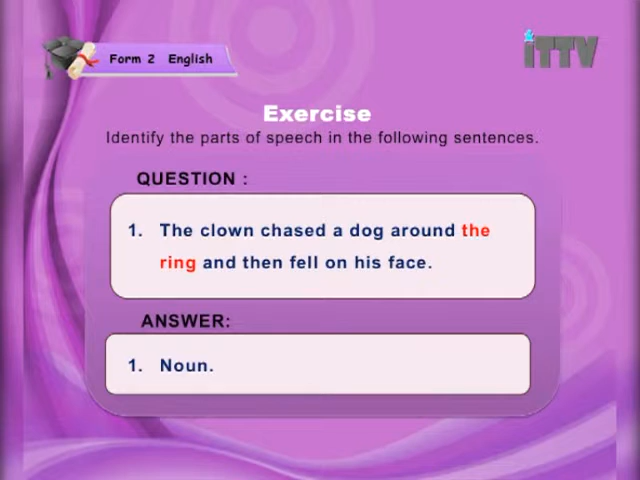 Form 2 English
iTTV
Exercise
Identify the parts of speech in the following sentences.
QUESTION :
1. The clown chased a dog around the
ring and then fell on his face.
ANSWER:
1. Noun.